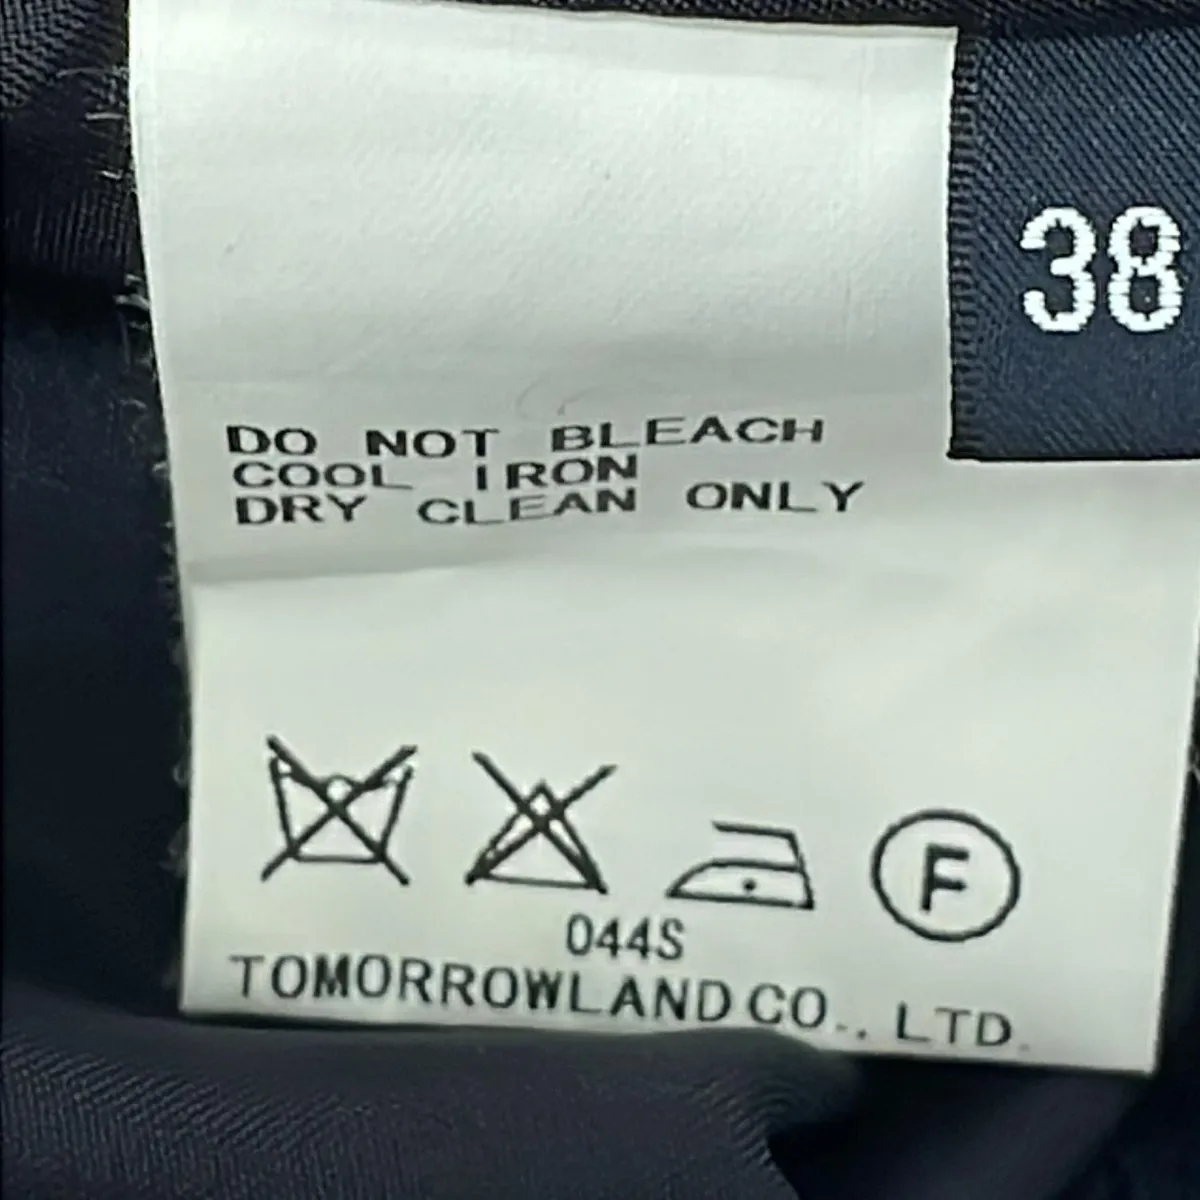 38
DO NOT BLEACH
COOL IRON
DRY CLEAN ONLY
F
044S
TOMORROWLAND CO., LTD.